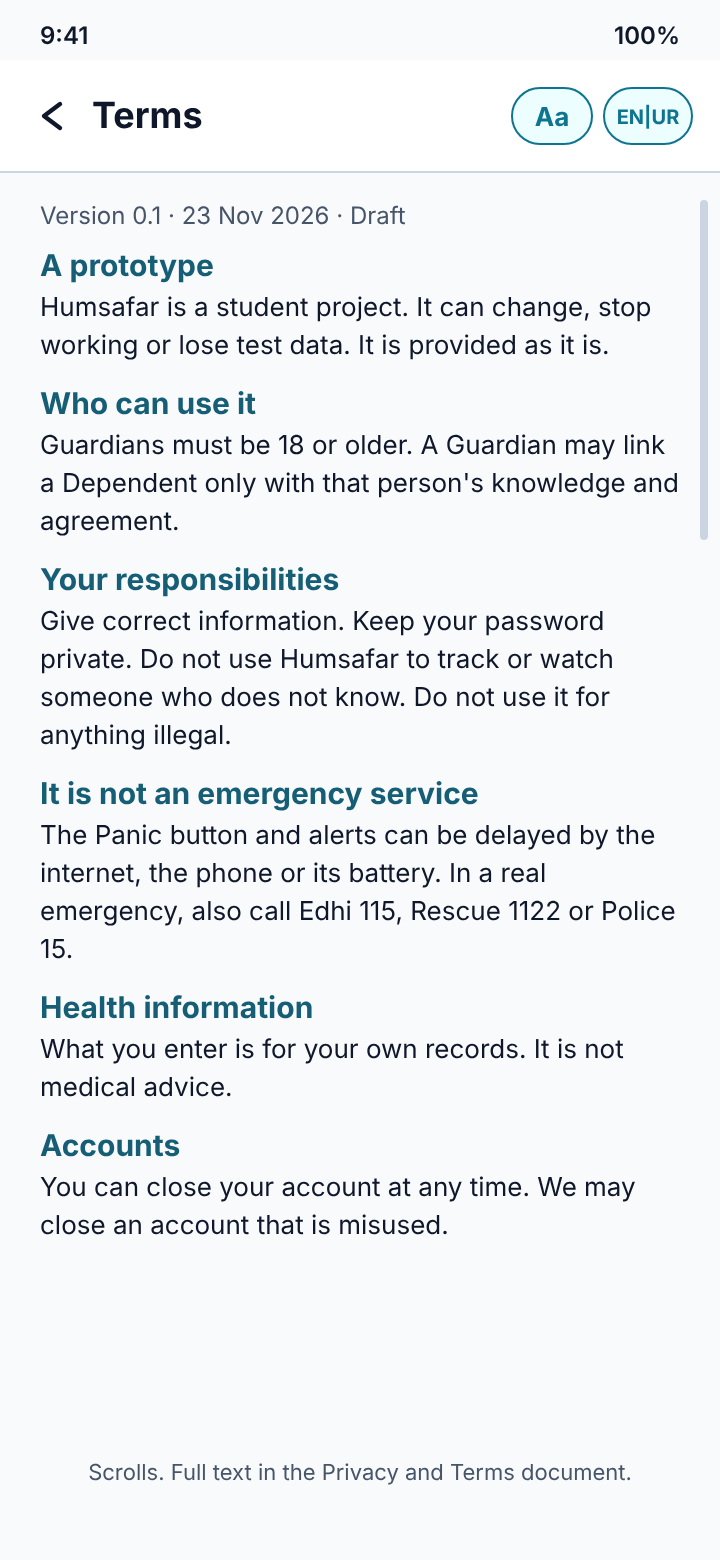 9:41 100%
Terms Aa EN|UR
Version 0.1 · 23 Nov 2026 · Draft
A prototype
Humsafar is a student project. It can change, stop
working or lose test data. It is provided as it is.
Who can use it
Guardians must be 18 or older. A Guardian may link
a Dependent only with that person's knowledge and
agreement.
Your responsibilities
Give correct information. Keep your password
private. Do not use Humsafar to track or watch
someone who does not know. Do not use it for
anything illegal.
It is not an emergency service
The Panic button and alerts can be delayed by the
internet, the phone or its battery. In a real
emergency, also call Edhi 115, Rescue 1122 or Police
15.
Health information
What you enter is for your own records. It is not
medical advice.
Accounts
You can close your account at any time. We may
close an account that is misused.
Scrolls. Full text in the Privacy and Terms document.